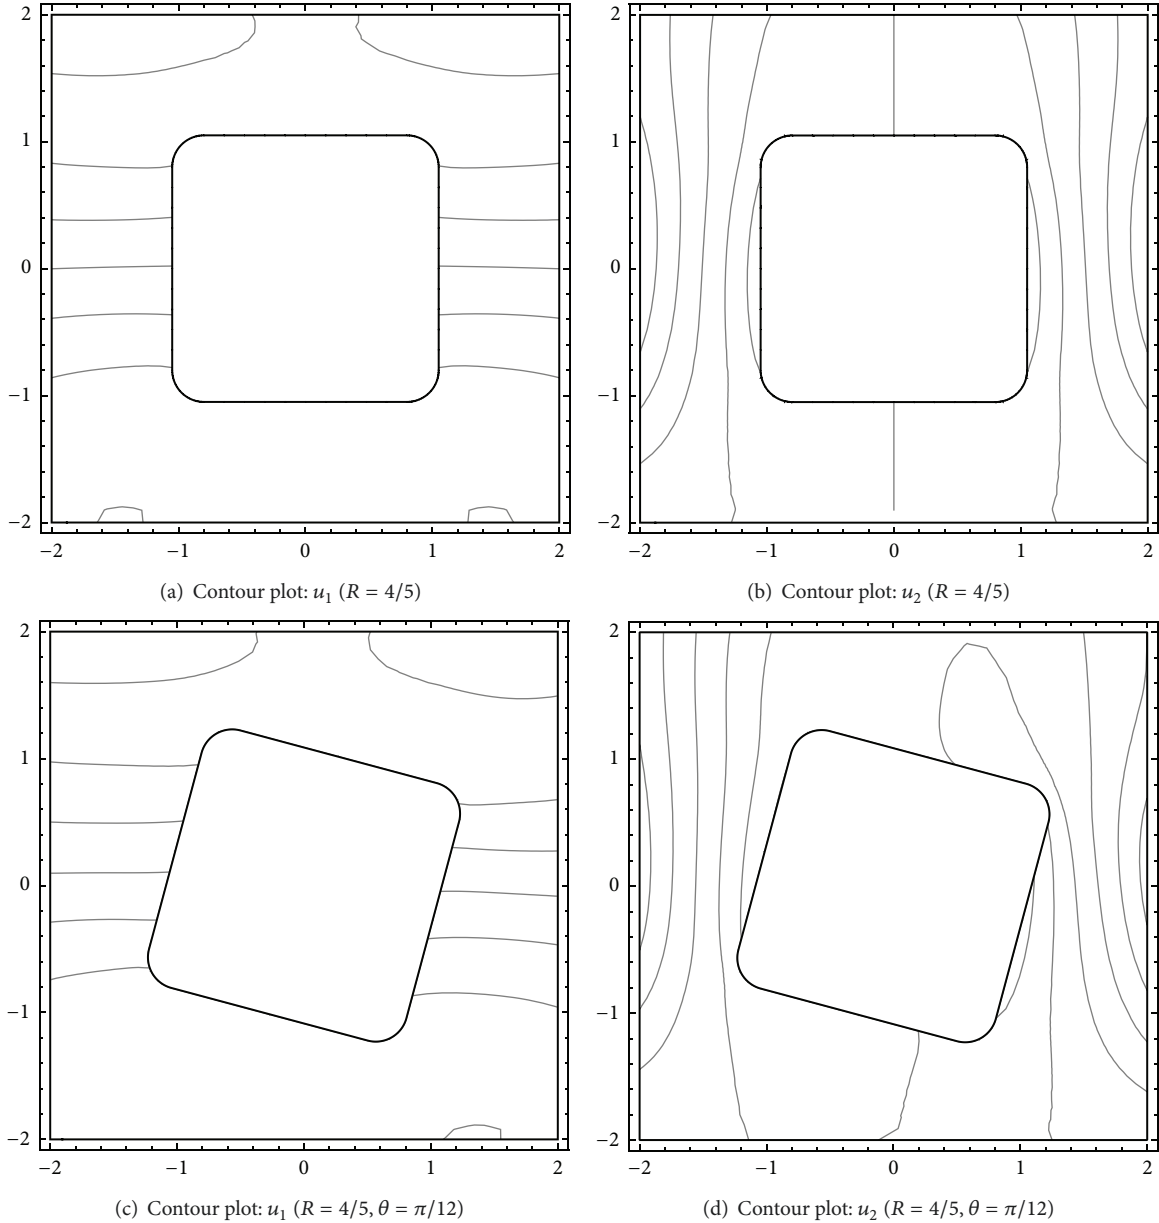 2 2
1 1
0 0
−1 −1
−2 −2
−2 −1 0 1 2 −2 −1 0 1 2
(a) Contour plot: u₁ (R = 4/5) (b) Contour plot: u₂ (R = 4/5)
2 2
1 1
0 0
−1 −1
−2 −2
−2 −1 0 1 2 −2 −1 0 1 2
(c) Contour plot: u₁ (R = 4/5, θ = π/12) (d) Contour plot: u₂ (R = 4/5, θ = π/12)